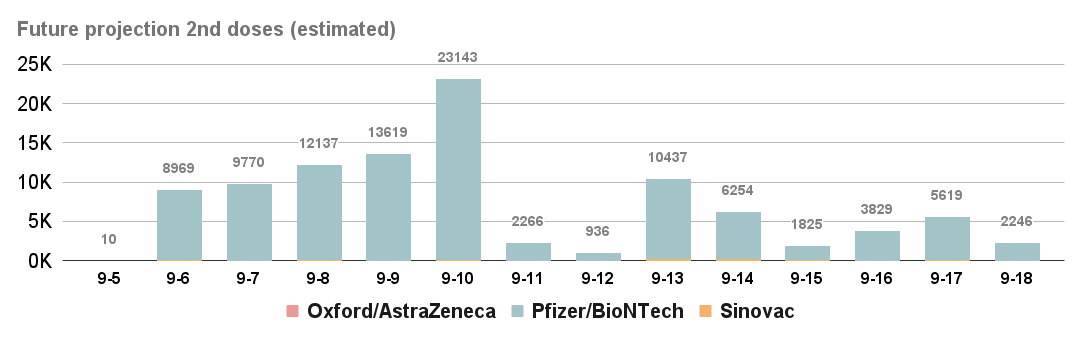 Future projection 2nd doses (estimated)
25K
20K
15K
10K
5K
0K
10
8969
9770
12137
13619
23143
2266
936
10437
6254
1825
3829
5619
2246
9-5 9-6 9-7 9-8 9-9 9-10 9-11 9-12 9-13 9-14 9-15 9-16 9-17 9-18
Oxford/AstraZeneca Pfizer/BioNTech Sinovac